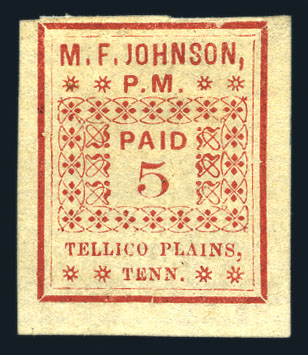 M. F. JOHNSON,
P.M.
PAID
5
TELLICO PLAINS,
TENN.